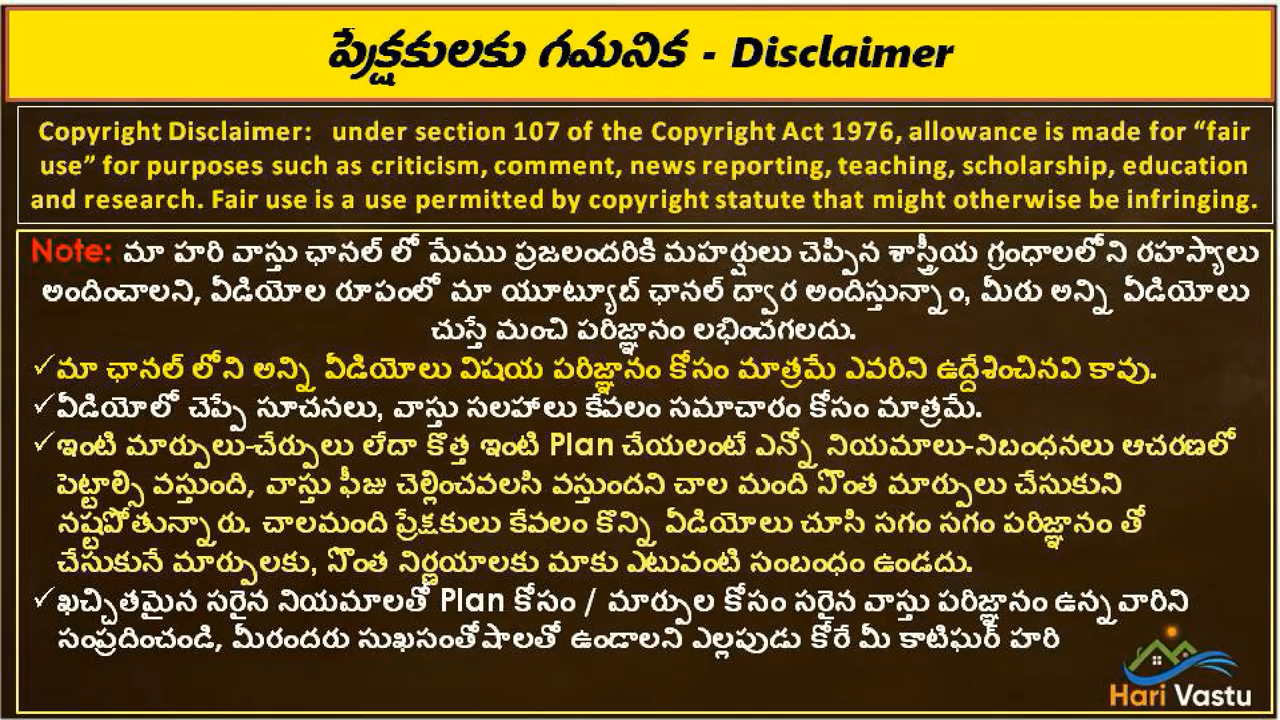 ప్రేక్షకులకు గమనిక - Disclaimer
Copyright Disclaimer: under section 107 of the Copyright Act 1976, allowance is made for “fair
use” for purposes such as criticism, comment, news reporting, teaching, scholarship, education
and research. Fair use is a use permitted by copyright statute that might otherwise be infringing.
Note: మా హరి వాస్తు ఛానల్ లో మేము ప్రజలందరికి మహర్షులు చెప్పిన శాస్త్రీయ గ్రంధాలలోని రహస్యాలు
అందించాలని, వీడియోల రూపంలో మా యూట్యూబ్ ఛానల్ ద్వార అందిస్తున్నాం, మీరు అన్ని వీడియోలు
చుస్తే మంచి పరిజ్ఞానం లభించగలదు.
✓మా ఛానల్ లోని అన్ని వీడియోలు విషయ పరిజ్ఞానం కోసం మాత్రమే ఎవరిని ఉద్దేశించినవి కావు.
✓వీడియోలో చెప్పే సూచనలు, వాస్తు సలహాలు కేవలం సమాచారం కోసం మాత్రమే.
✓ఇంటి మార్పులు-చేర్పులు లేదా కొత్త ఇంటి Plan చేయలంటే ఎన్నో నియమాలు-నిబంధనలు ఆచరణలో
పెట్టాల్సి వస్తుంది, వాస్తు ఫీజు చెల్లించవలసి వస్తుందని చాల మంది సొంత మార్పులు చేసుకుని
నష్టపోతున్నారు. చాలమంది ప్రేక్షకులు కేవలం కొన్ని వీడియోలు చూసి సగం సగం పరిజ్ఞానం తో
చేసుకునే మార్పులకు, సొంత నిర్ణయాలకు మాకు ఎటువంటి సంబంధం ఉండదు.
✓ఖచ్చితమైన సరైన నియమాలతో Plan కోసం / మార్పుల కోసం సరైన వాస్తు పరిజ్ఞానం ఉన్నవారిని
సంప్రదించండి, మీరందరు సుఖసంతోషాలతో ఉండాలని ఎల్లపుడు కోరే మీ కాటిఘర్ హరి
Hari Vastu